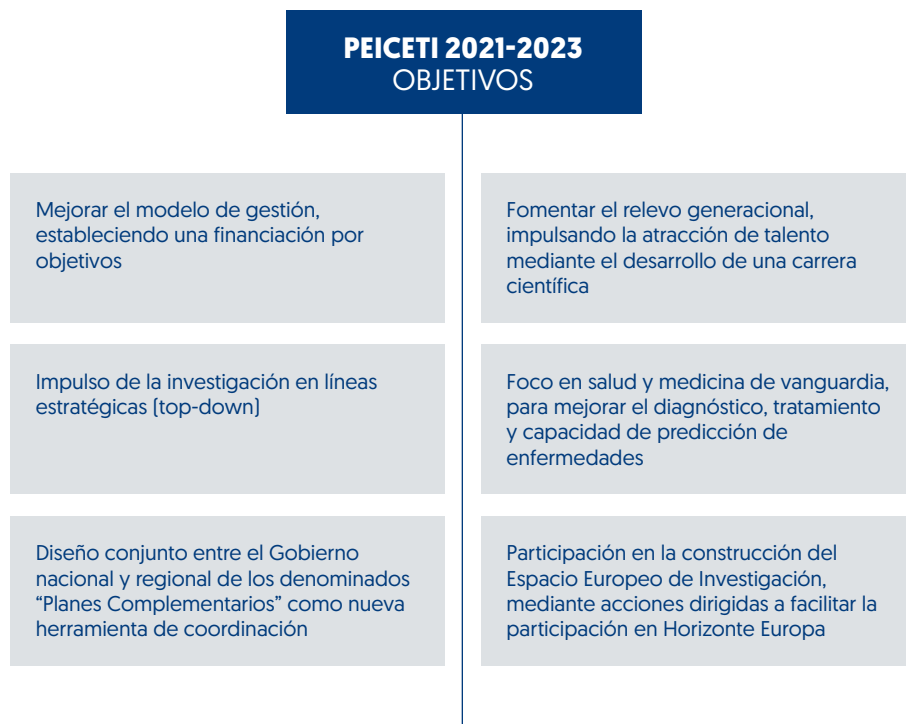 PEICETI 2021-2023
OBJETIVOS
Mejorar el modelo de gestión,
estableciendo una financiación por
objetivos
Fomentar el relevo generacional,
impulsando la atracción de talento
mediante el desarrollo de una carrera
científica
Impulso de la investigación en líneas
estratégicas (top-down)
Foco en salud y medicina de vanguardia,
para mejorar el diagnóstico, tratamiento
y capacidad de predicción de
enfermedades
Diseño conjunto entre el Gobierno
nacional y regional de los denominados
“Planes Complementarios” como nueva
herramienta de coordinación
Participación en la construcción del
Espacio Europeo de Investigación,
mediante acciones dirigidas a facilitar la
participación en Horizonte Europa